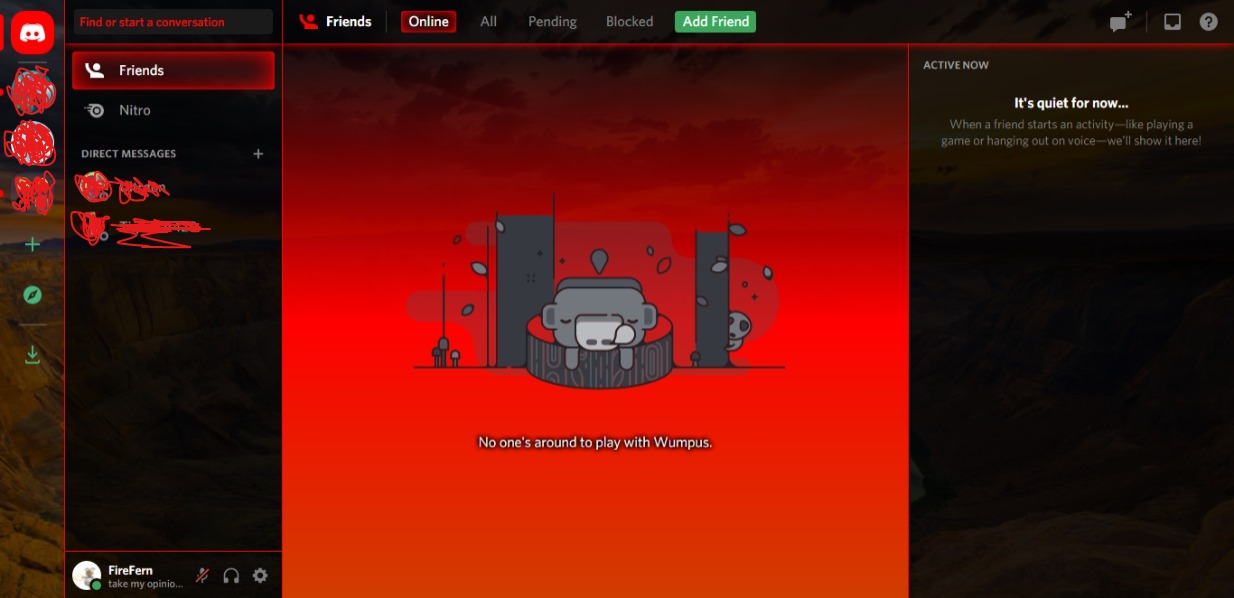 Find or start a conversation
Friends
Nitro
DIRECT MESSAGES
Friends
Online
All
Pending
Blocked
Add Friend
No one's around to play with Wumpus.
ACTIVE NOW
It's quiet for now...
When a friend starts an activity—like playing a
game or hanging out on voice—we'll show it here!
FireFern
take my opinio...